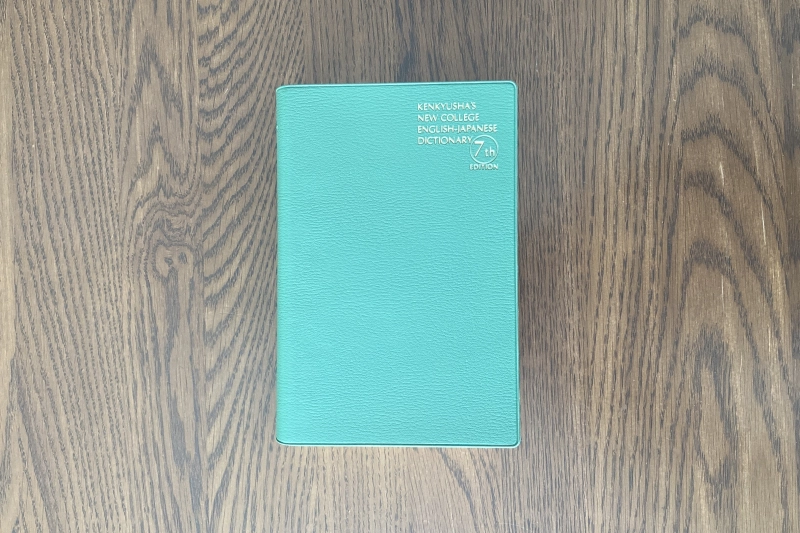 KENKYUSHA'S
NEW COLLEGE
ENGLISH-JAPANESE
DICTIONARY
7th
EDITION